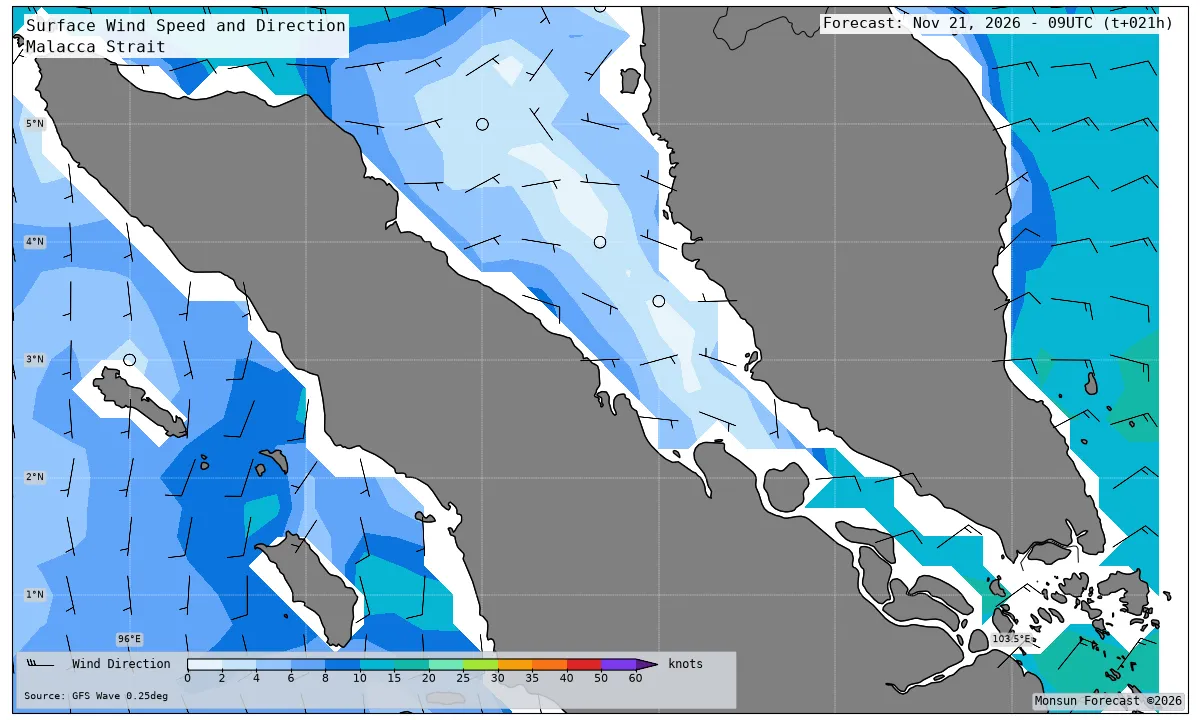 Surface Wind Speed and Direction
Malacca Strait
Forecast: Nov 21, 2026 - 09UTC (t+021h)
5°N
4°N
3°N
2°N
1°N
96°E
103.5°E
Wind Direction
knots
0 2 4 6 8 10 15 20 25 30 35 40 50 60
Source: GFS Wave 0.25deg
Monsun Forecast ©2026